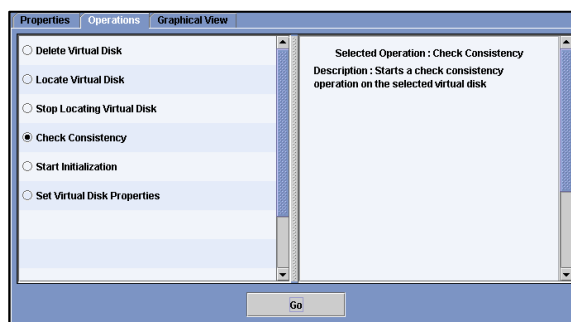 Properties Operations Graphical View
Delete Virtual Disk
Locate Virtual Disk
Stop Locating Virtual Disk
Check Consistency
Start Initialization
Set Virtual Disk Properties
Selected Operation : Check Consistency
Description : Starts a check consistency
operation on the selected virtual disk
Go